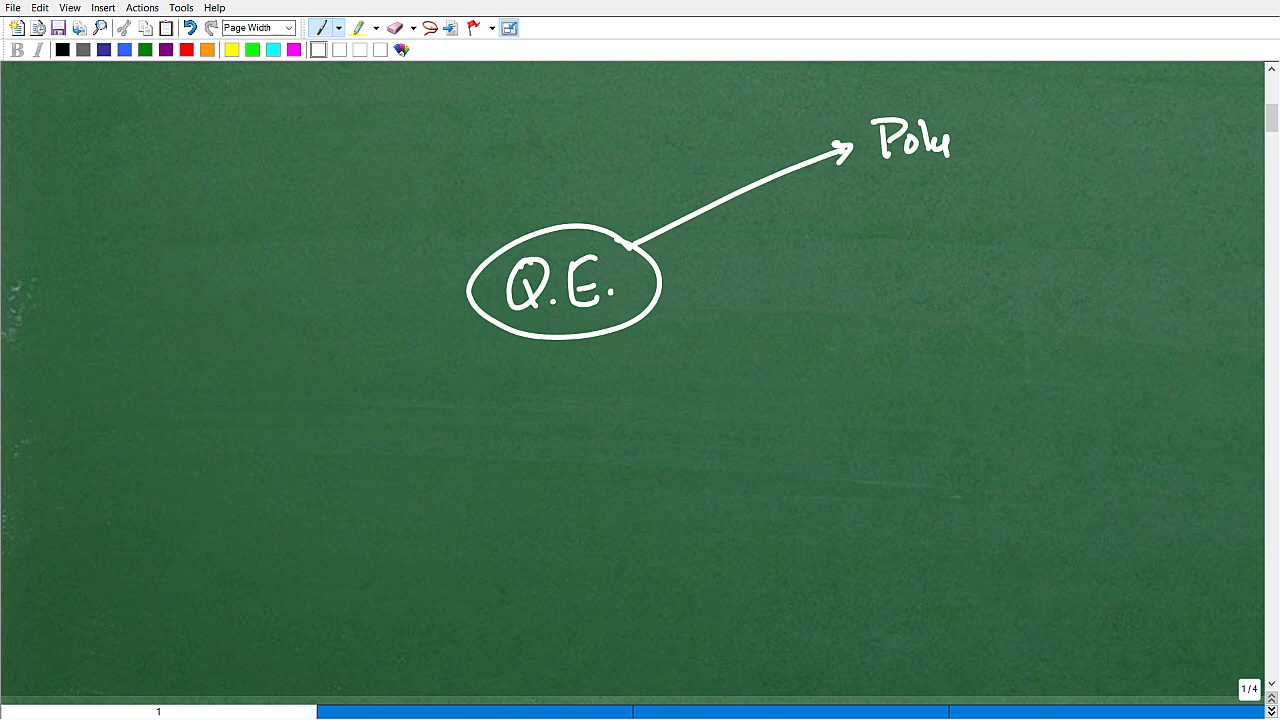 File Edit View Insert Actions Tools Help
Page Width
B I
Poly
Q.E.
1/4
1